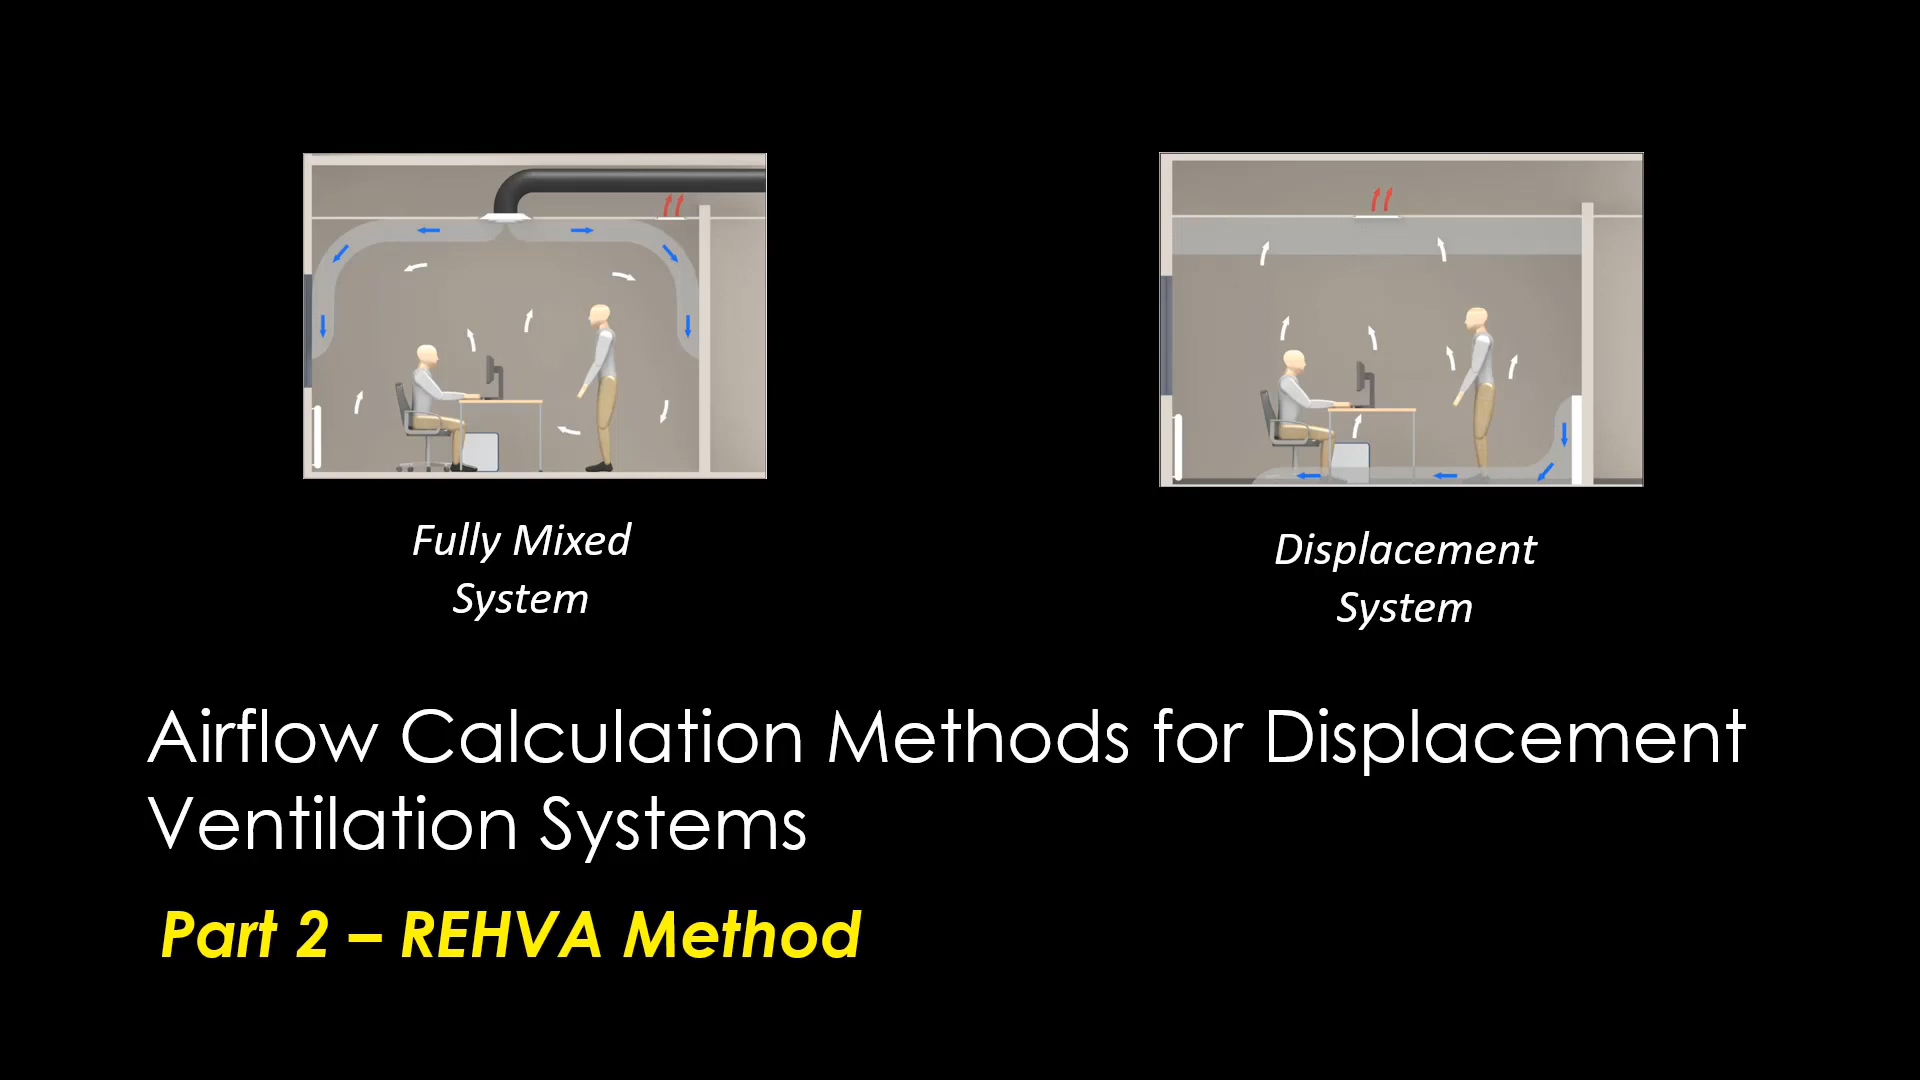 Fully Mixed
System
Displacement
System
Airflow Calculation Methods for Displacement
Ventilation Systems
Part 2 – REHVA Method